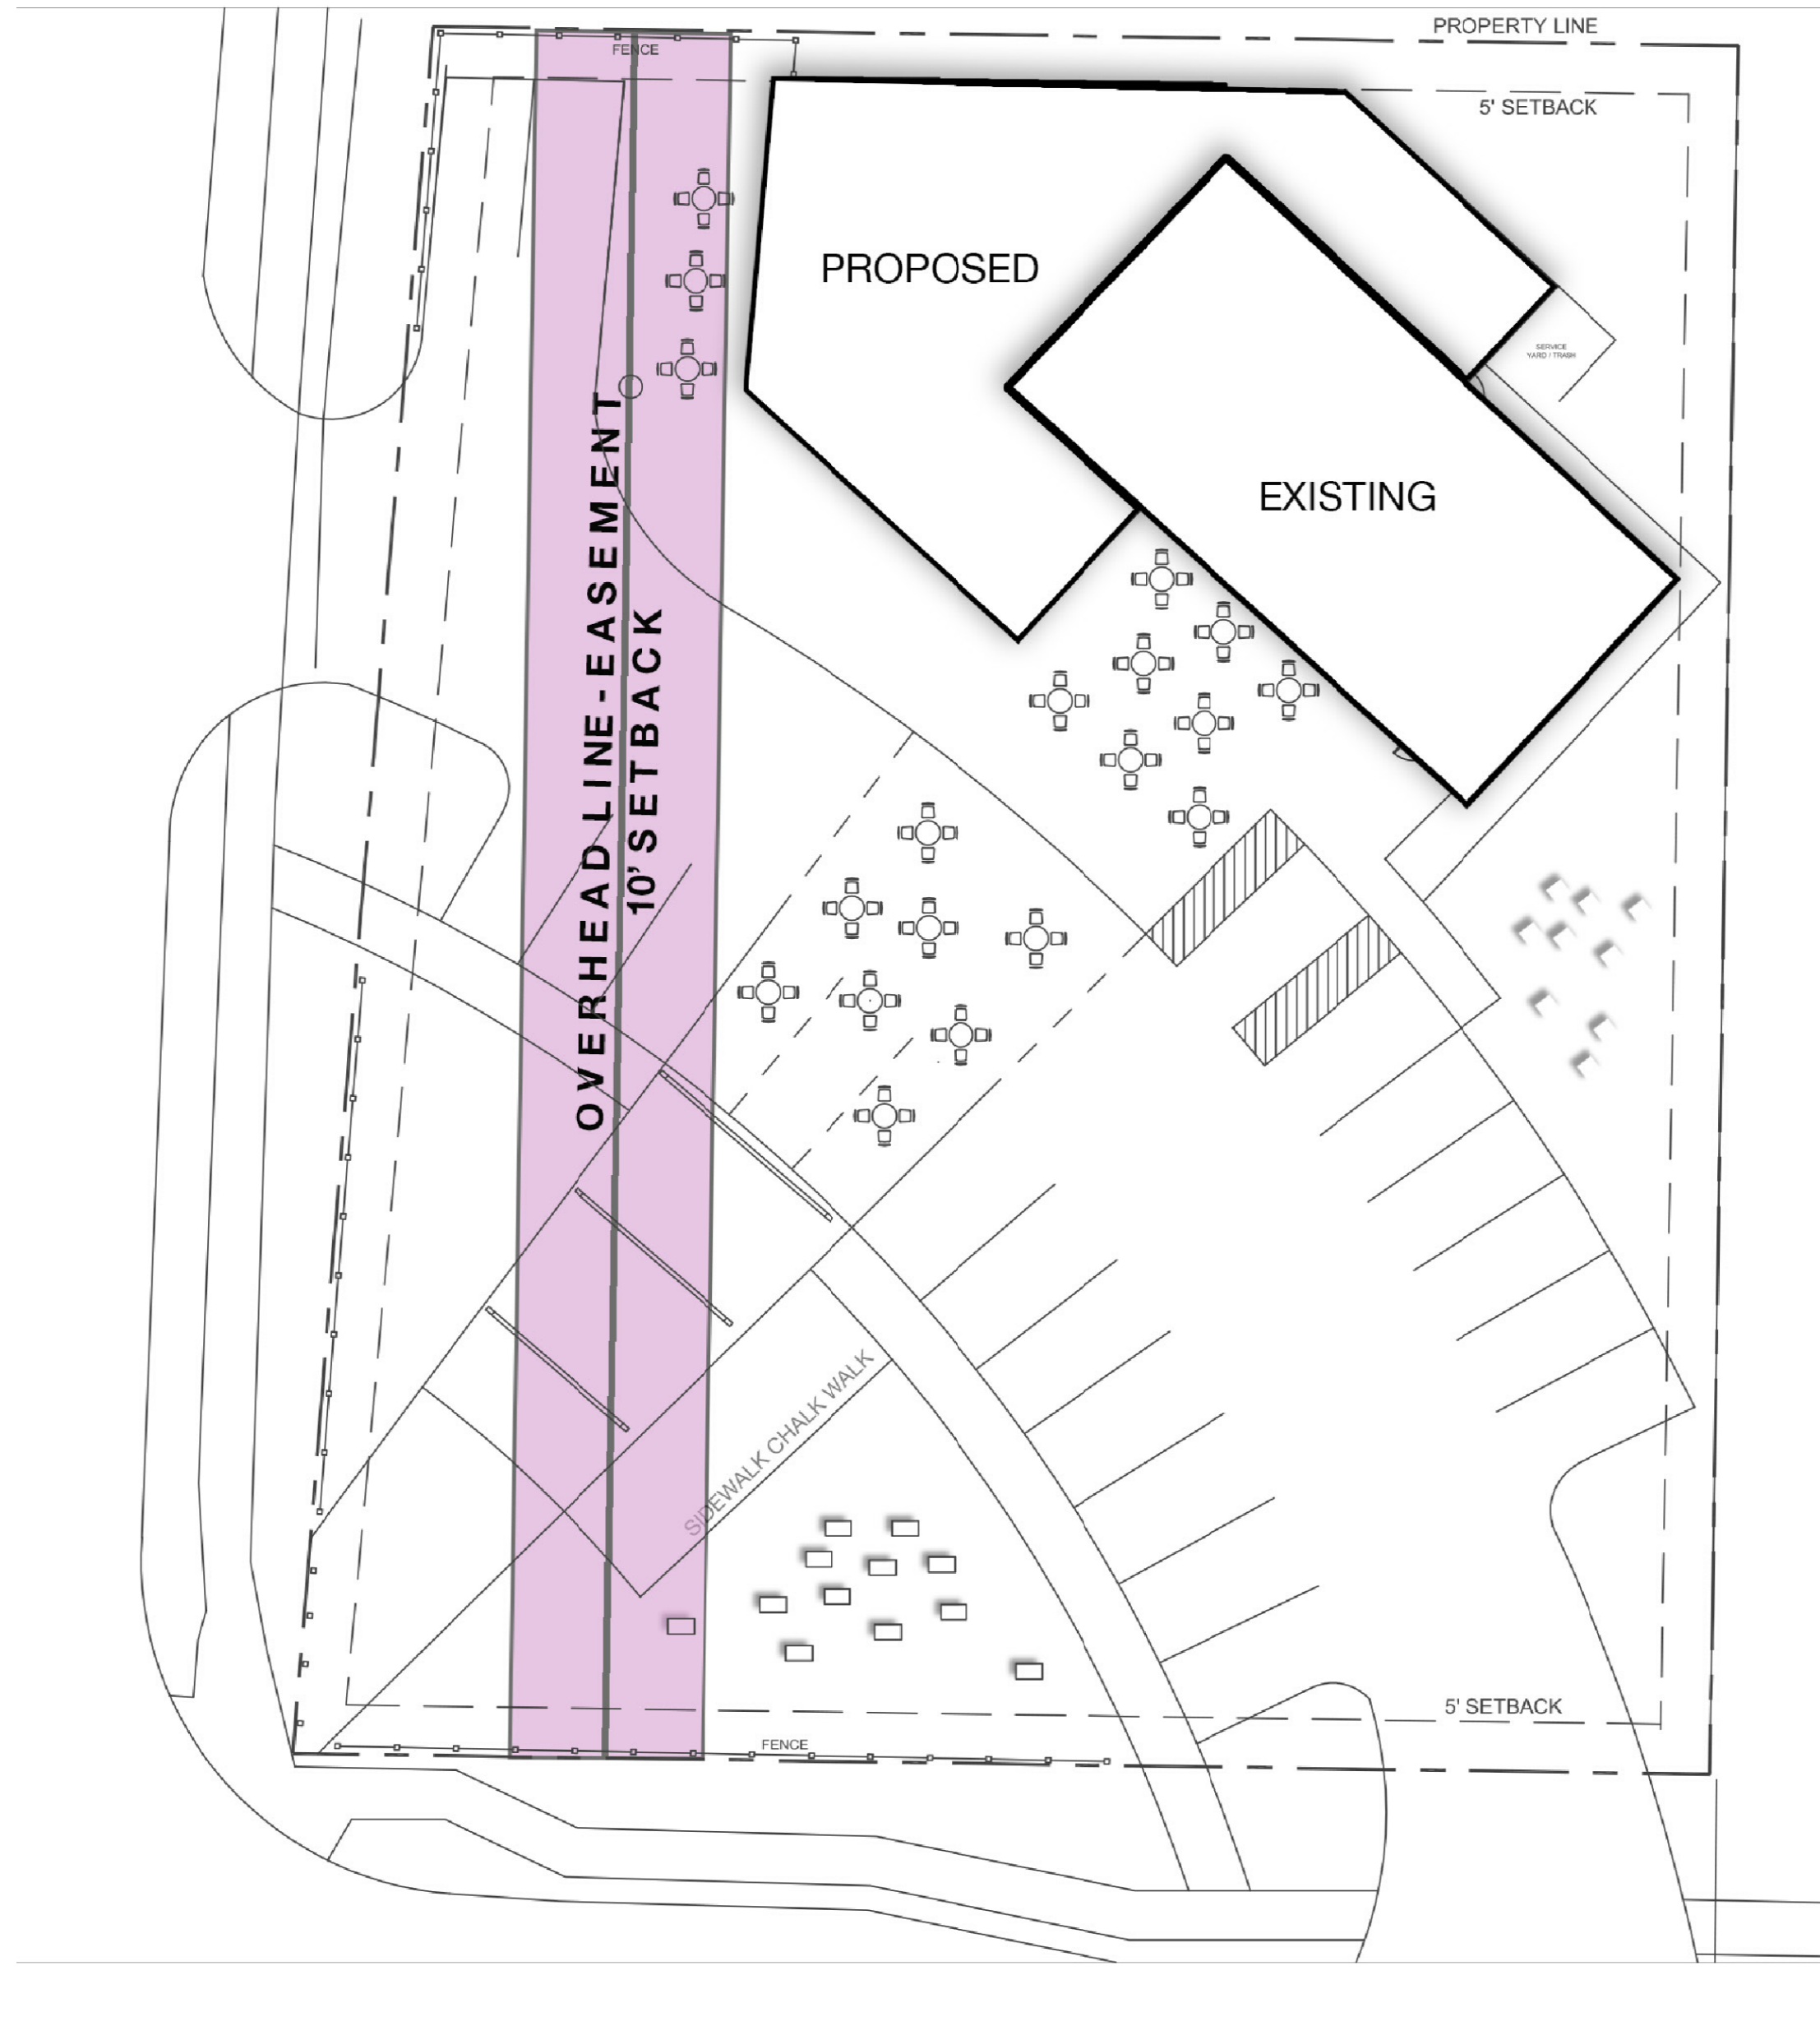 PROPERTY LINE
FENCE
5' SETBACK
PROPOSED
SERVICE
YARD / TRASH
EXISTING
OVERHEAD LINE-EASEMENT
10' SETBACK
SIDEWALK CHALK WALK
5' SETBACK
FENCE